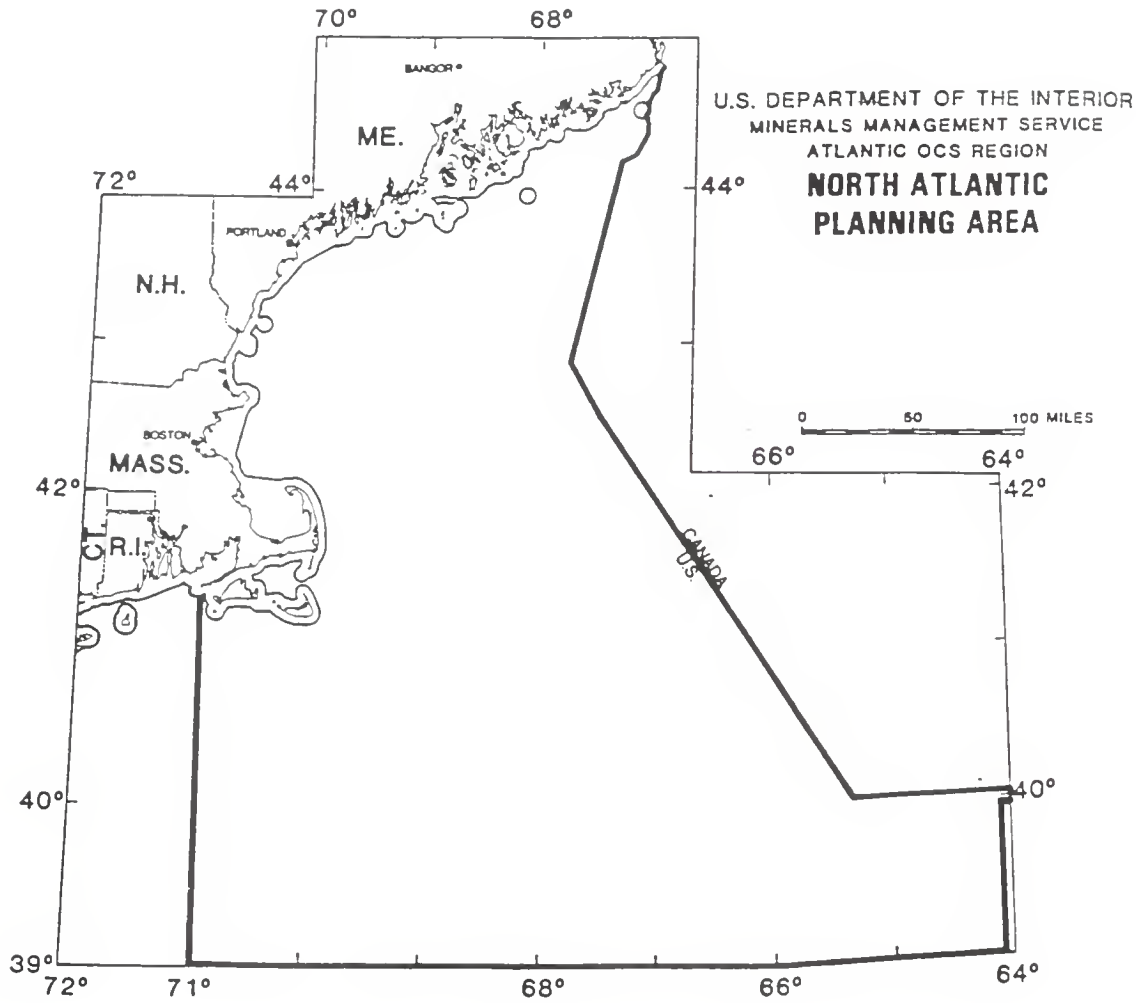 70° 68°
BANGOR
U.S. DEPARTMENT OF THE INTERIOR
MINERALS MANAGEMENT SERVICE
ATLANTIC OCS REGION
NORTH ATLANTIC
PLANNING AREA
ME.
72° 44° 44°
PORTLAND
N.H.
0 50 100 MILES
BOSTON
66° 64°
MASS.
42° 42°
CT.
R.I.
CANADA
U.S.
40° 40°
39°
72° 71° 68° 66° 64°